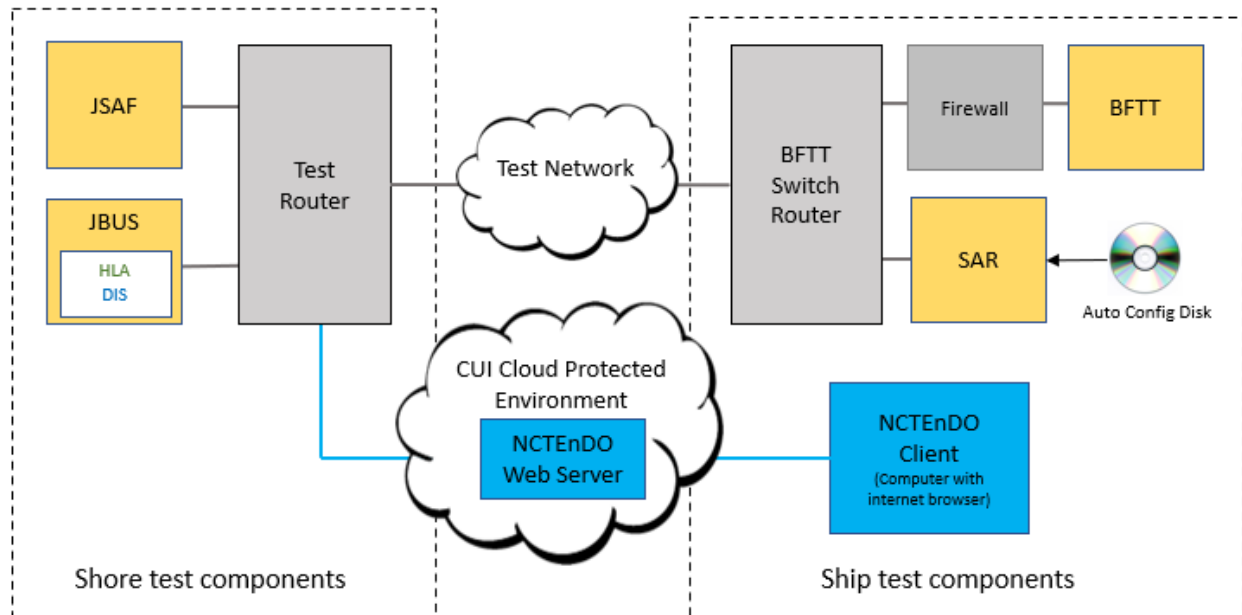 JSAF
JBUS
HLA
DIS
Test
Router
Test Network
BFTT
Switch
Router
Firewall
BFTT
SAR
Auto Config Disk
CUI Cloud Protected
Environment
NCTEnDO
Web Server
NCTEnDO
Client
(Computer with
internet browser)
Shore test components
Ship test components